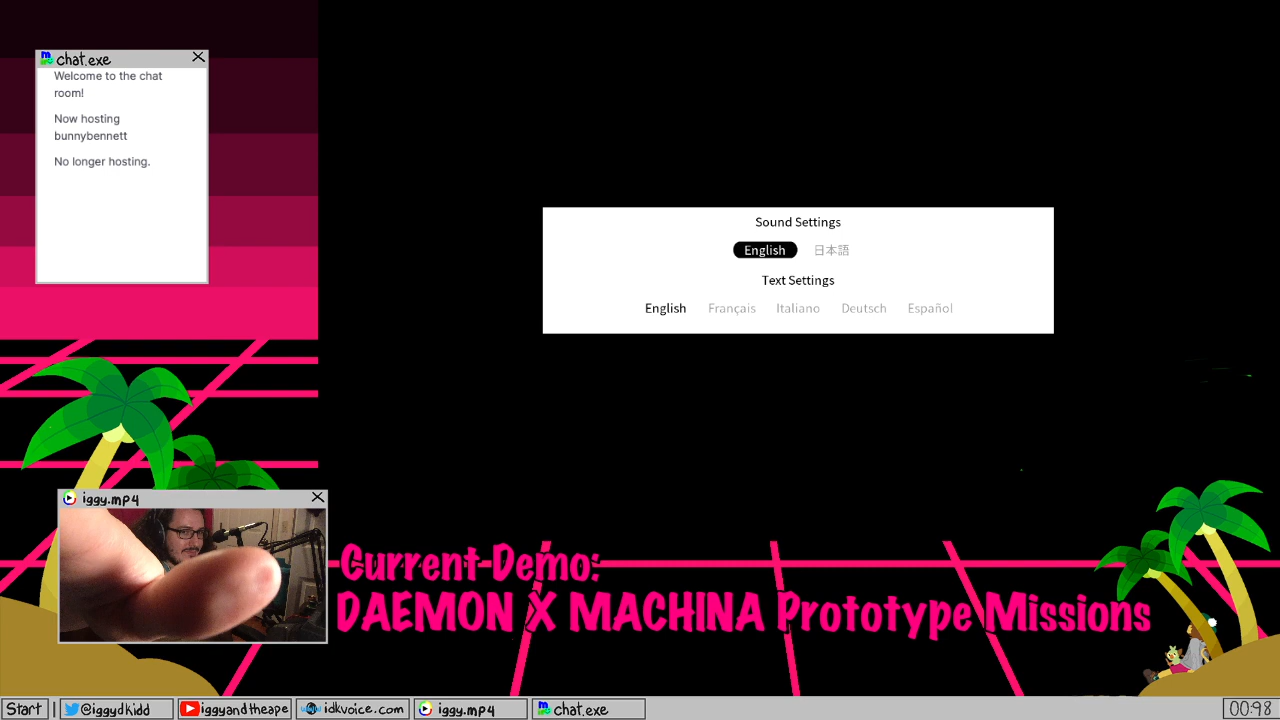 chat.exe
Welcome to the chat
room!
Now hosting
bunnybennett
No longer hosting.
Sound Settings
English 日本語
Text Settings
English Français Italiano Deutsch Español
iggy.mp4
Current Demo:
DAEMON X MACHINA Prototype Missions
Start | @iggydkidd iggyandtheape www idkvoice.com iggy.mp4 chat.exe 00:98